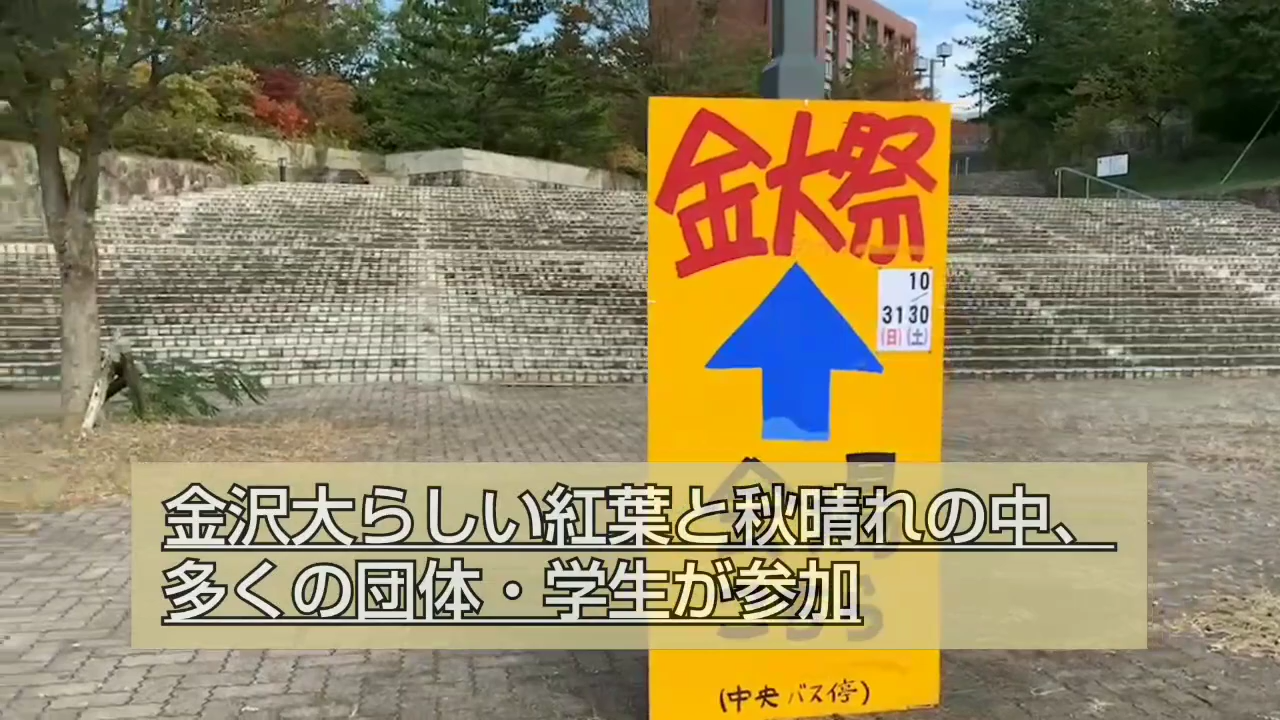 金大祭
10
31 30
(日) (土)
金沢大らしい紅葉と秋晴れの中、
多くの団体・学生が参加
(中央 バス停)